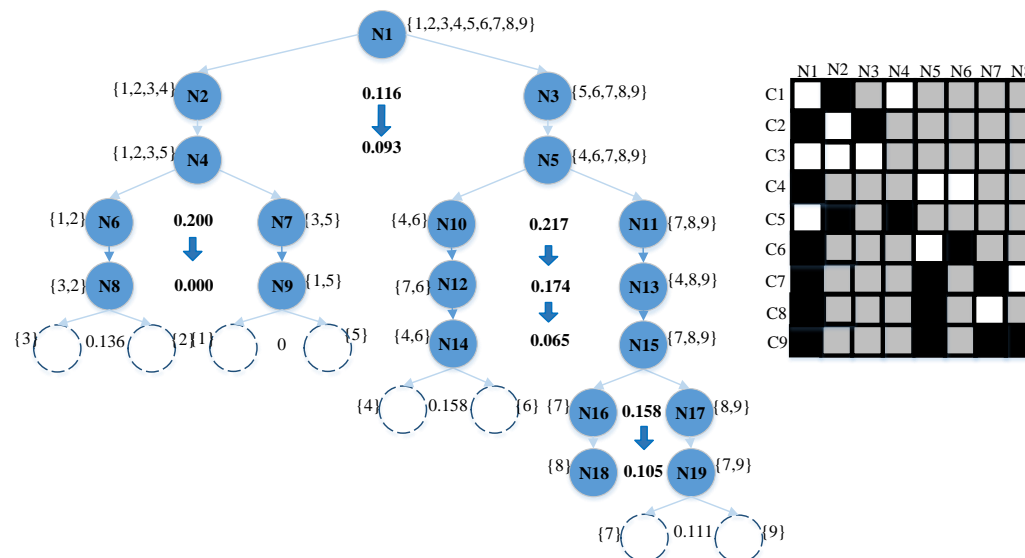 N1 {1,2,3,4,5,6,7,8,9}
{1,2,3,4} N2 0.116 N3 {5,6,7,8,9}
0.093
{1,2,3,5} N4 N5 {4,6,7,8,9}
{1,2} N6 0.200 N7 {3,5} {4,6} N10 0.217 N11 {7,8,9}
{3,2} N8 0.000 N9 {1,5} {7,6} N12 0.174 N13 {4,8,9}
{3} 0.136 {2} {1} 0 {5} {4,6} N14 0.065 N15 {7,8,9}
{4} 0.158 {6} {7} N16 0.158 N17 {8,9}
{8} N18 0.105 N19 {7,9}
{7} 0.111 {9}
N1 N2 N3 N4 N5 N6 N7 N8
C1
C2
C3
C4
C5
C6
C7
C8
C9